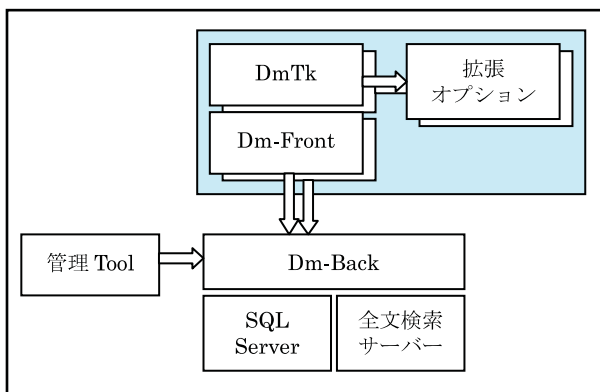 DmTk
拡張
オプション
Dm-Front
管理 Tool
Dm-Back
SQL
Server
全文検索
サーバー